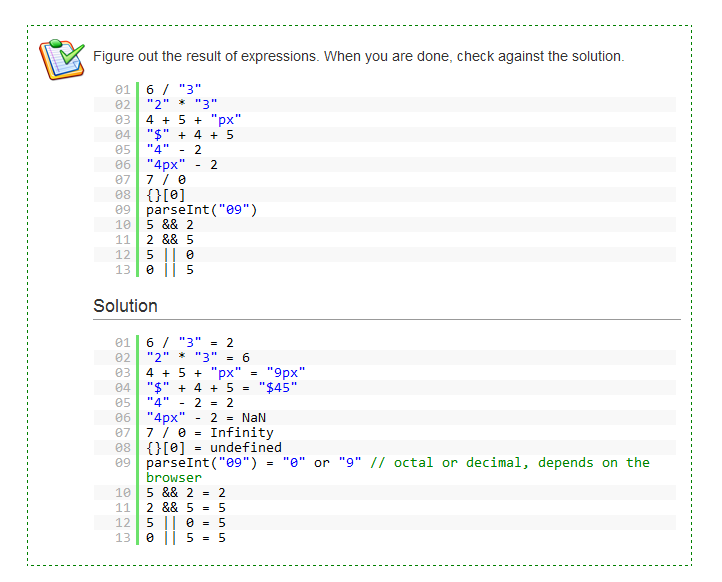 Figure out the result of expressions. When you are done, check against the solution.
01 6 / "3"
02 "2" * "3"
03 4 + 5 + "px"
04 "$" + 4 + 5
05 "4" - 2
06 "4px" - 2
07 7 / 0
08 {}[0]
09 parseInt("09")
10 5 && 2
11 2 && 5
12 5 || 0
13 0 || 5
Solution
01 6 / "3" = 2
02 "2" * "3" = 6
03 4 + 5 + "px" = "9px"
04 "$" + 4 + 5 = "$45"
05 "4" - 2 = 2
06 "4px" - 2 = NaN
07 7 / 0 = Infinity
08 {}[0] = undefined
09 parseInt("09") = "0" or "9" // octal or decimal, depends on the
browser
10 5 && 2 = 2
11 2 && 5 = 5
12 5 || 0 = 5
13 0 || 5 = 5